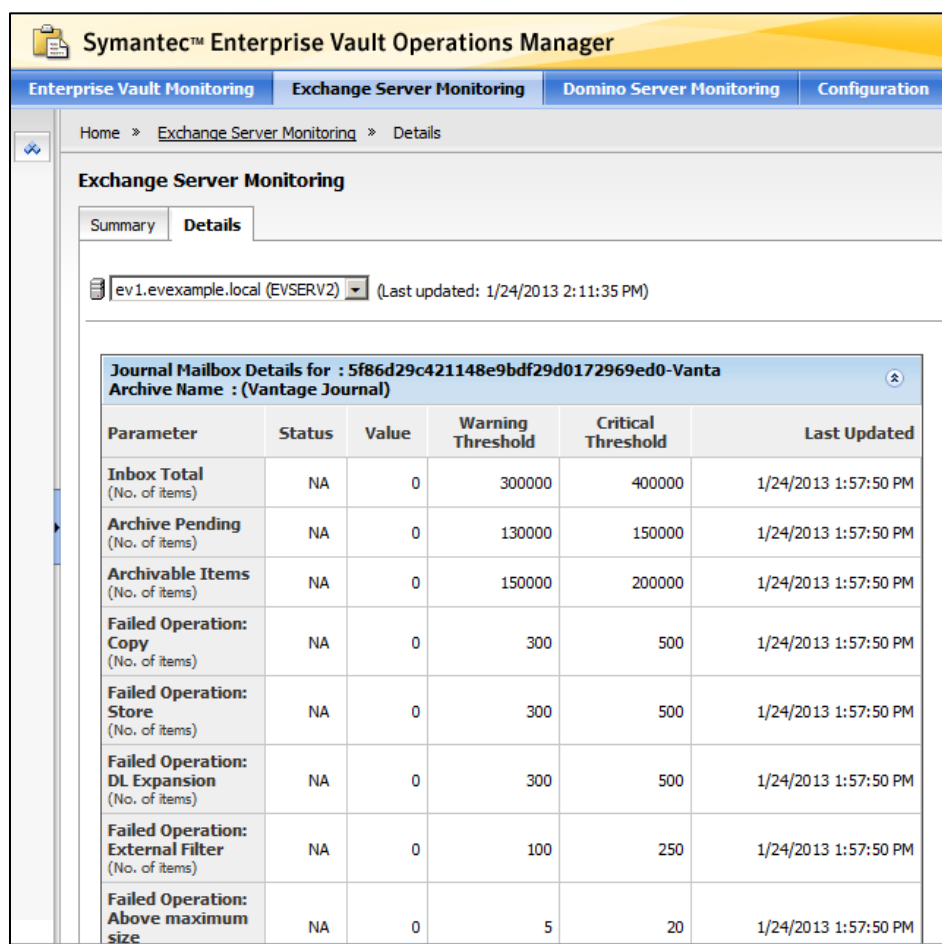 Symantec™ Enterprise Vault Operations Manager
Enterprise Vault Monitoring Exchange Server Monitoring Domino Server Monitoring Configuration
Home » Exchange Server Monitoring » Details
Exchange Server Monitoring
Summary Details
ev1.evexample.local (EVSERV2) (Last updated: 1/24/2013 2:11:35 PM)
Journal Mailbox Details for : 5f86d29c421148e9bdf29d0172969ed0-Vanta
Archive Name : (Vantage Journal)
Parameter Status Value Warning Threshold Critical Threshold Last Updated
Inbox Total
(No. of items) NA 0 300000 400000 1/24/2013 1:57:50 PM
Archive Pending
(No. of items) NA 0 130000 150000 1/24/2013 1:57:50 PM
Archivable Items
(No. of items) NA 0 150000 200000 1/24/2013 1:57:50 PM
Failed Operation:
Copy
(No. of items) NA 0 300 500 1/24/2013 1:57:50 PM
Failed Operation:
Store
(No. of items) NA 0 300 500 1/24/2013 1:57:50 PM
Failed Operation:
DL Expansion
(No. of items) NA 0 300 500 1/24/2013 1:57:50 PM
Failed Operation:
External Filter
(No. of items) NA 0 100 250 1/24/2013 1:57:50 PM
Failed Operation:
Above maximum
size NA 0 5 20 1/24/2013 1:57:50 PM